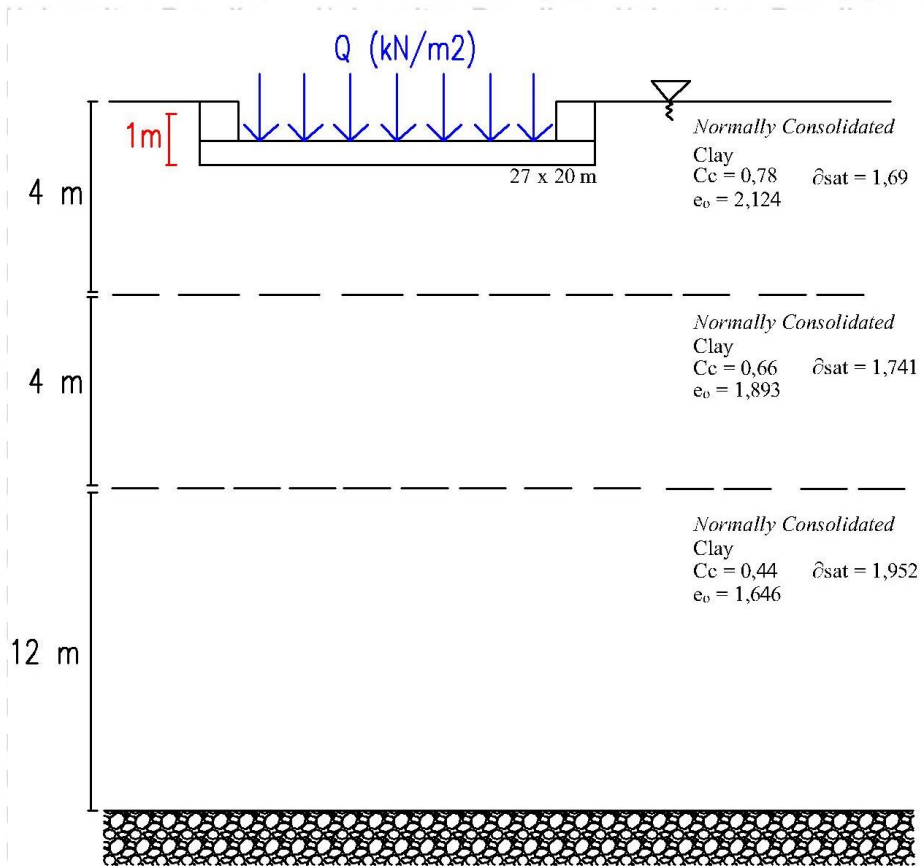 Q (kN/m2)
1m
4 m
27 x 20 m
Normally Consolidated
Clay
Cc = 0,78 ∂sat = 1,69
eₒ = 2,124
4 m
Normally Consolidated
Clay
Cc = 0,66 ∂sat = 1,741
eₒ = 1,893
12 m
Normally Consolidated
Clay
Cc = 0,44 ∂sat = 1,952
eₒ = 1,646